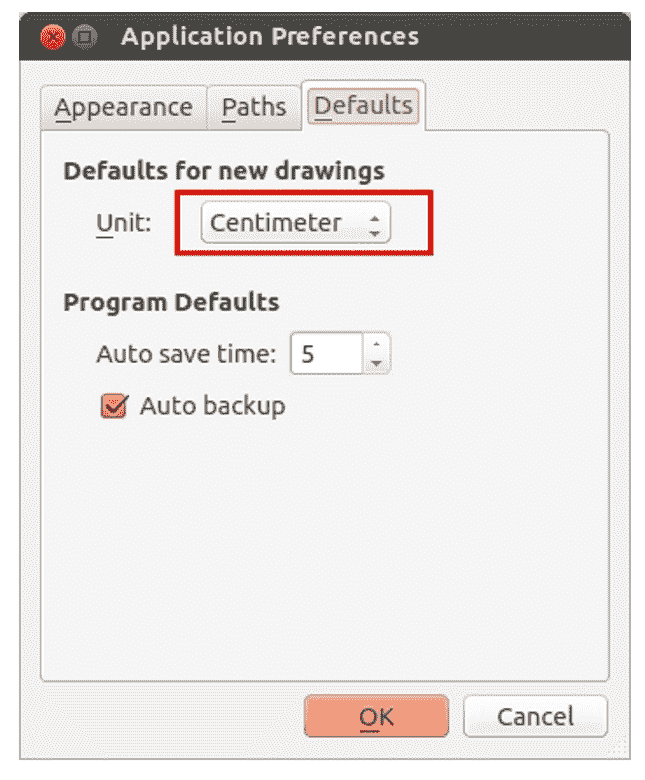 Application Preferences
Appearance Paths Defaults
Defaults for new drawings
Unit: Centimeter
Program Defaults
Auto save time: 5
Auto backup
OK Cancel